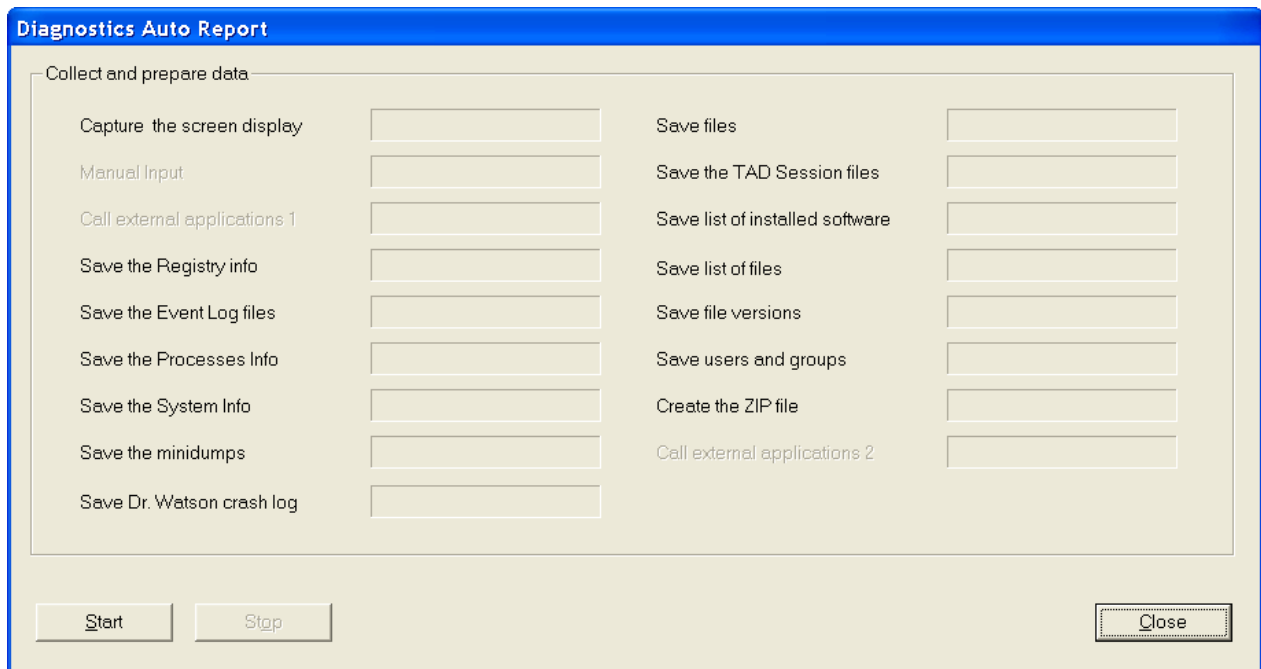 Diagnostics Auto Report
Collect and prepare data
Capture the screen display
Manual Input
Call external applications 1
Save the Registry info
Save the Event Log files
Save the Processes Info
Save the System Info
Save the minidumps
Save Dr. Watson crash log
Save files
Save the TAD Session files
Save list of installed software
Save list of files
Save file versions
Save users and groups
Create the ZIP file
Call external applications 2
Start
Stop
Close